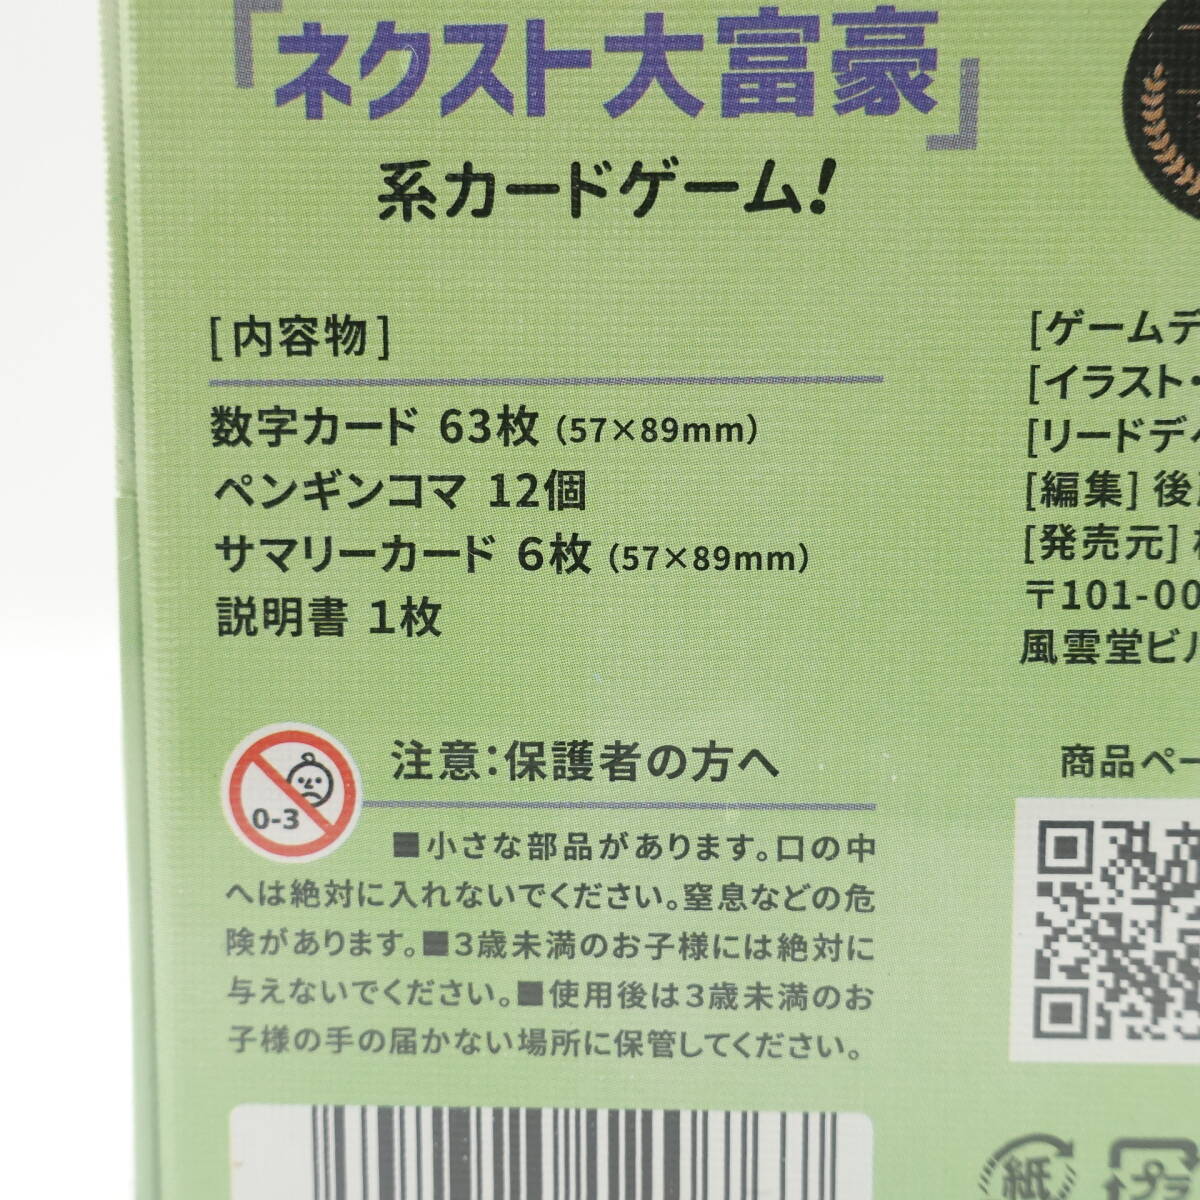 「ネクスト大富豪」
系カードゲーム!
[内容物]
数字カード 63枚 (57×89mm)
ペンギンコマ 12個
サマリーカード 6枚 (57×89mm)
説明書 1枚
0-3
注意:保護者の方へ
■小さな部品があります。口の中
へは絶対に入れないでください。窒息などの危
険があります。■3歳未満のお子様には絶対に
与えないでください。■使用後は3歳未満のお
子様の手の届かない場所に保管してください。
[ゲームデ
[イラスト・
[リードディ
[編集] 後
[発売元]
〒101-00
風雲堂ビル
商品ペー
紙
プラ